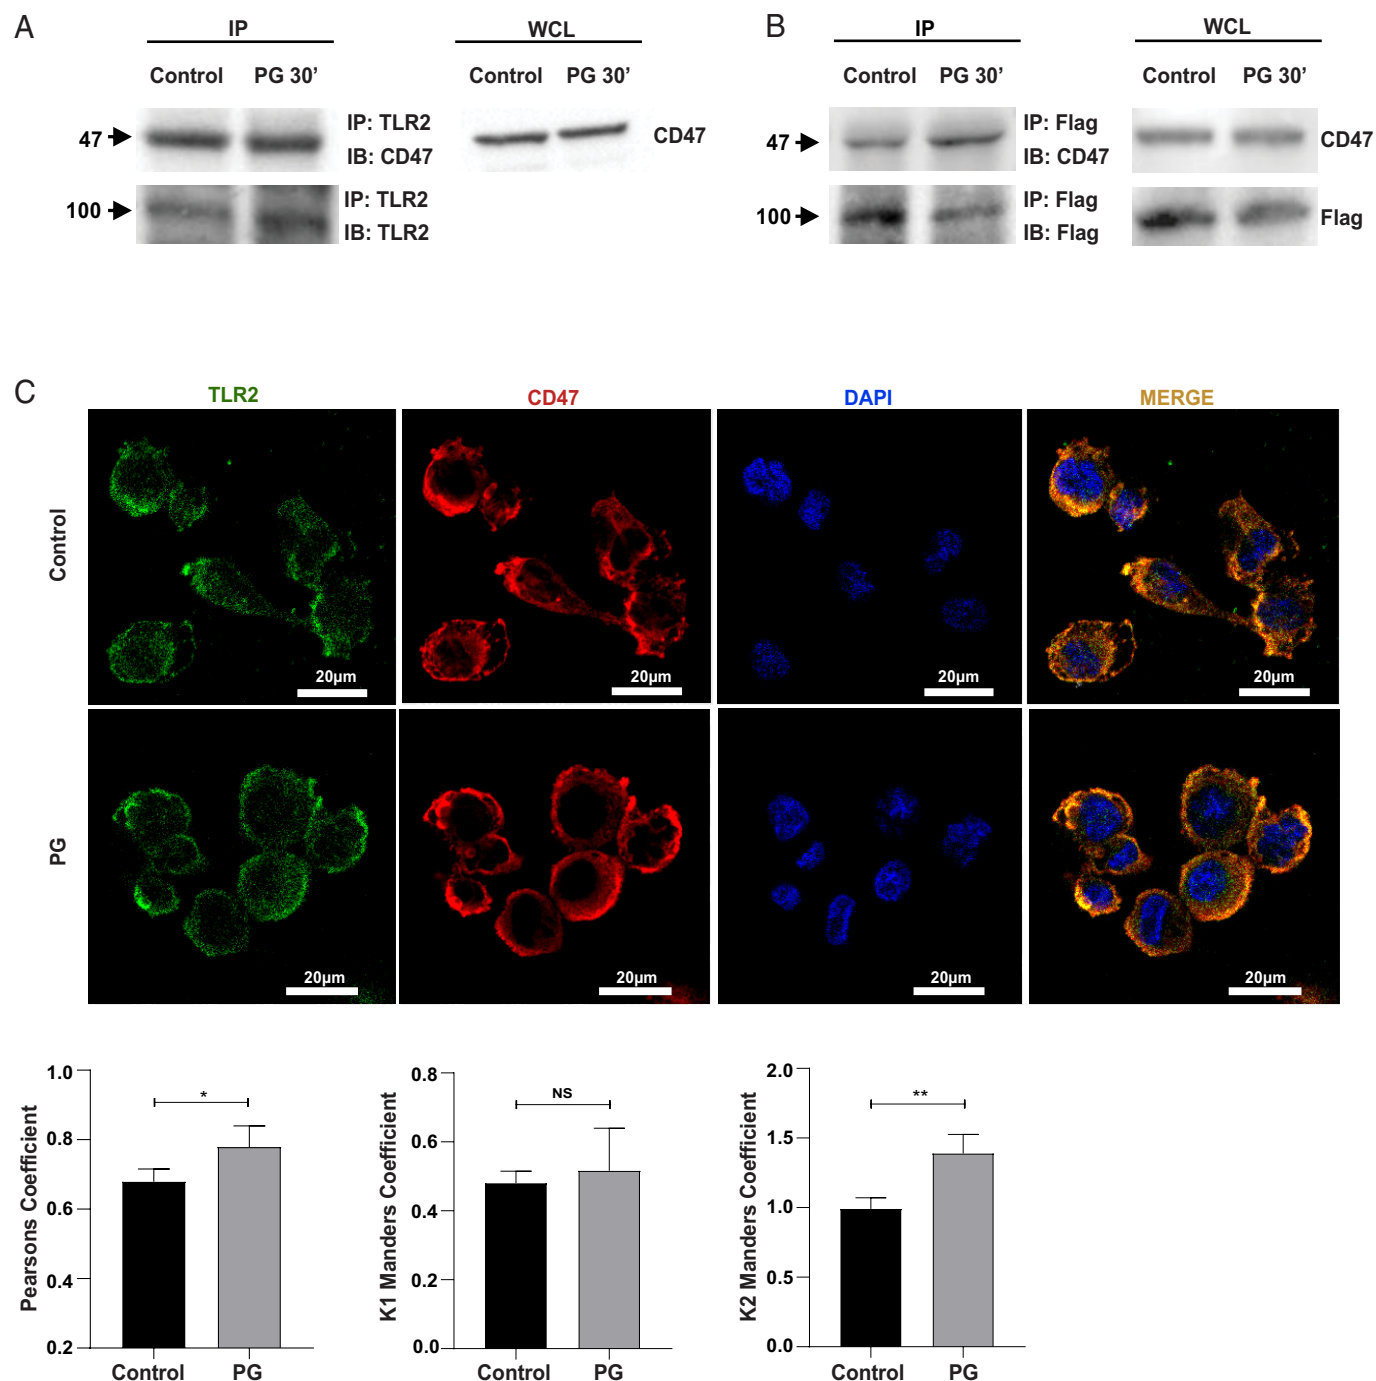 A
IP
WCL
Control PG 30’
Control PG 30’
47
IP: TLR2
IB: CD47
CD47
100
IP: TLR2
IB: TLR2
B
IP
WCL
Control PG 30’
Control PG 30’
47
IP: Flag
IB: CD47
CD47
100
IP: Flag
IB: Flag
Flag
C
TLR2 CD47 DAPI MERGE
Control
20µm 20µm 20µm 20µm
PG
20µm 20µm 20µm 20µm
Pearsons Coefficient
1.0
0.8
0.6
0.4
0.2
*
Control PG
K1 Manders Coefficient
0.8
0.6
0.4
0.2
0.0
NS
Control PG
K2 Manders Coefficient
2.0
1.5
1.0
0.5
0.0
**
Control PG